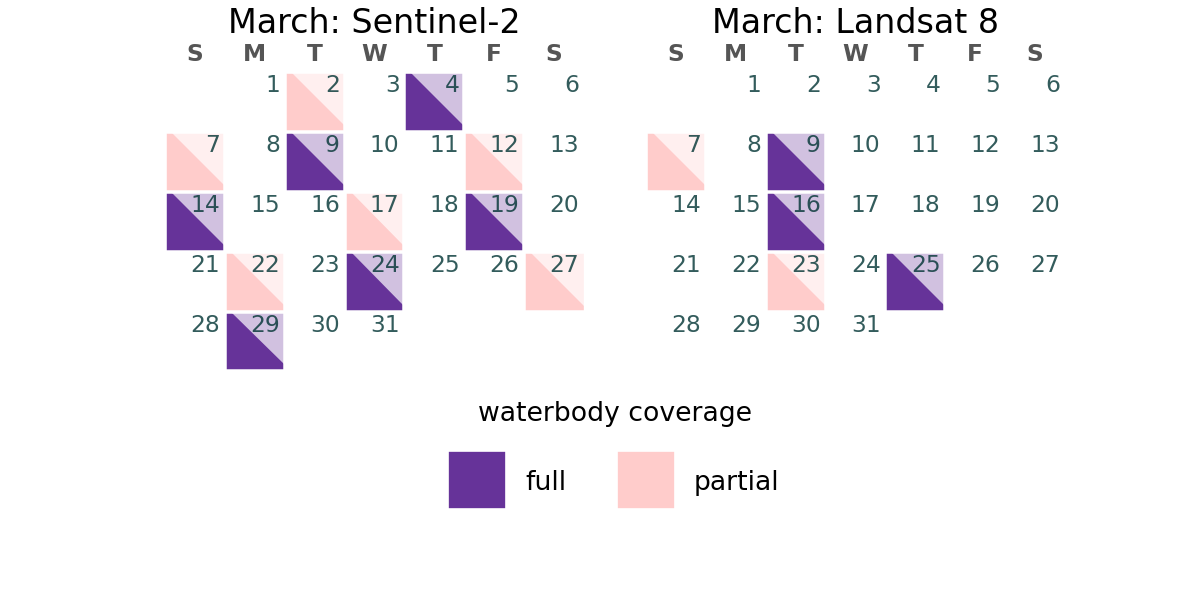 March: Sentinel-2
S M T W T F S
1 2 3 4 5 6
7 8 9 10 11 12 13
14 15 16 17 18 19 20
21 22 23 24 25 26 27
28 29 30 31
March: Landsat 8
S M T W T F S
1 2 3 4 5 6
7 8 9 10 11 12 13
14 15 16 17 18 19 20
21 22 23 24 25 26 27
28 29 30 31
waterbody coverage
full
partial